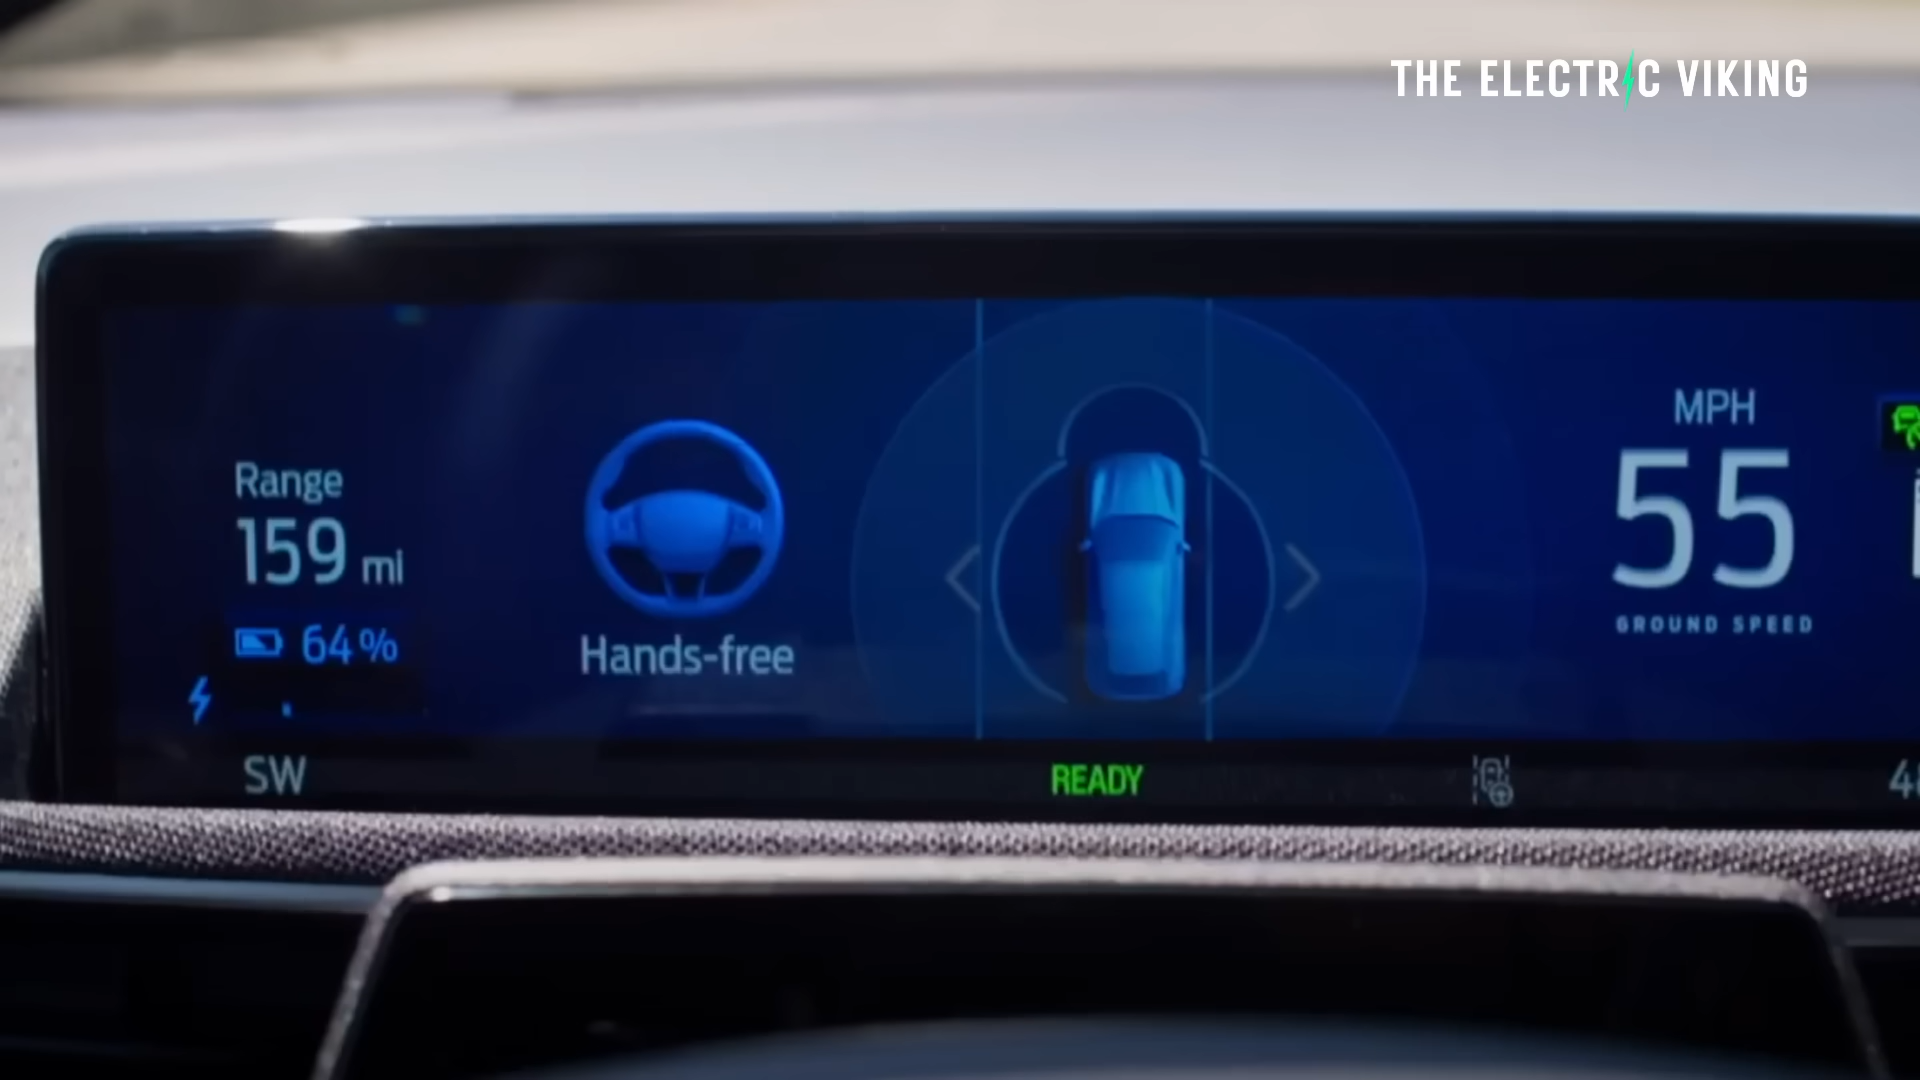 THE ELECTRIC VIKING
MPH
55
GROUND SPEED
Range
159 mi
64%
Hands-free
SW
READY